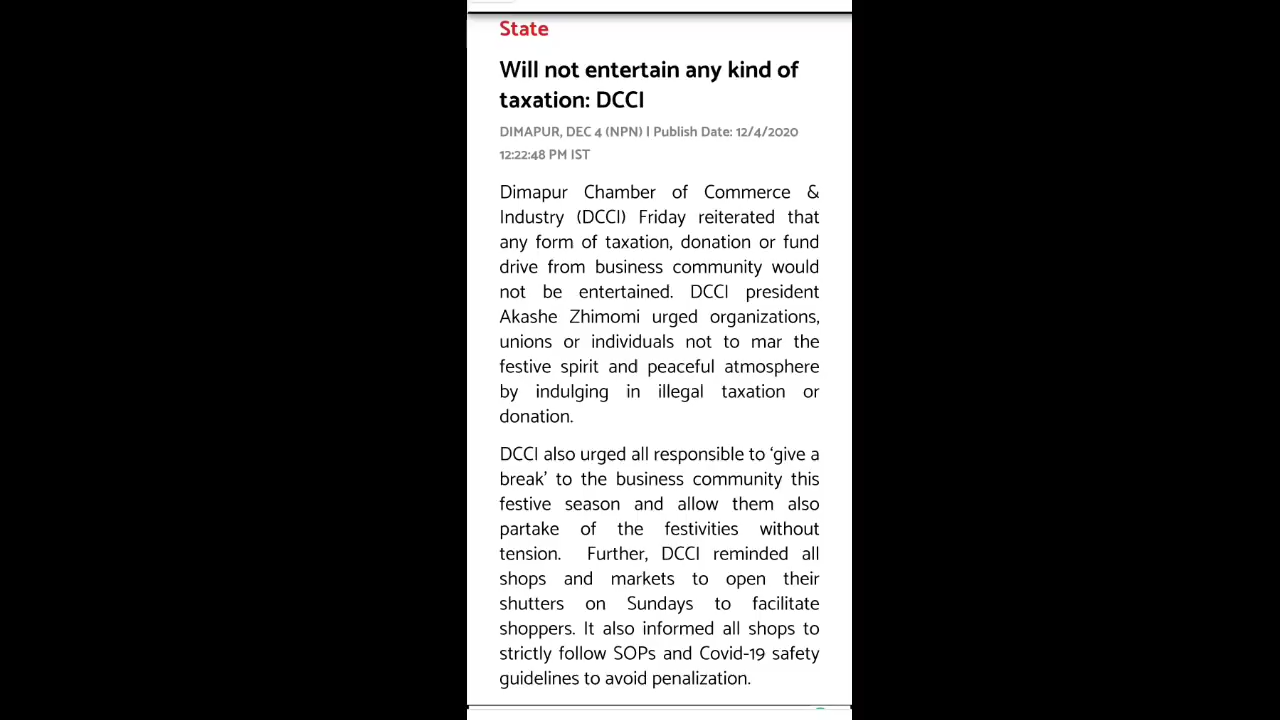 State
Will not entertain any kind of
taxation: DCCI
DIMAPUR, DEC 4 (NPN) | Publish Date: 12/4/2020
12:22:48 PM IST
Dimapur Chamber of Commerce &
Industry (DCCI) Friday reiterated that
any form of taxation, donation or fund
drive from business community would
not be entertained. DCCI president
Akashe Zhimomi urged organizations,
unions or individuals not to mar the
festive spirit and peaceful atmosphere
by indulging in illegal taxation or
donation.
DCCI also urged all responsible to ‘give a
break’ to the business community this
festive season and allow them also
partake of the festivities without
tension. Further, DCCI reminded all
shops and markets to open their
shutters on Sundays to facilitate
shoppers. It also informed all shops to
strictly follow SOPs and Covid-19 safety
guidelines to avoid penalization.